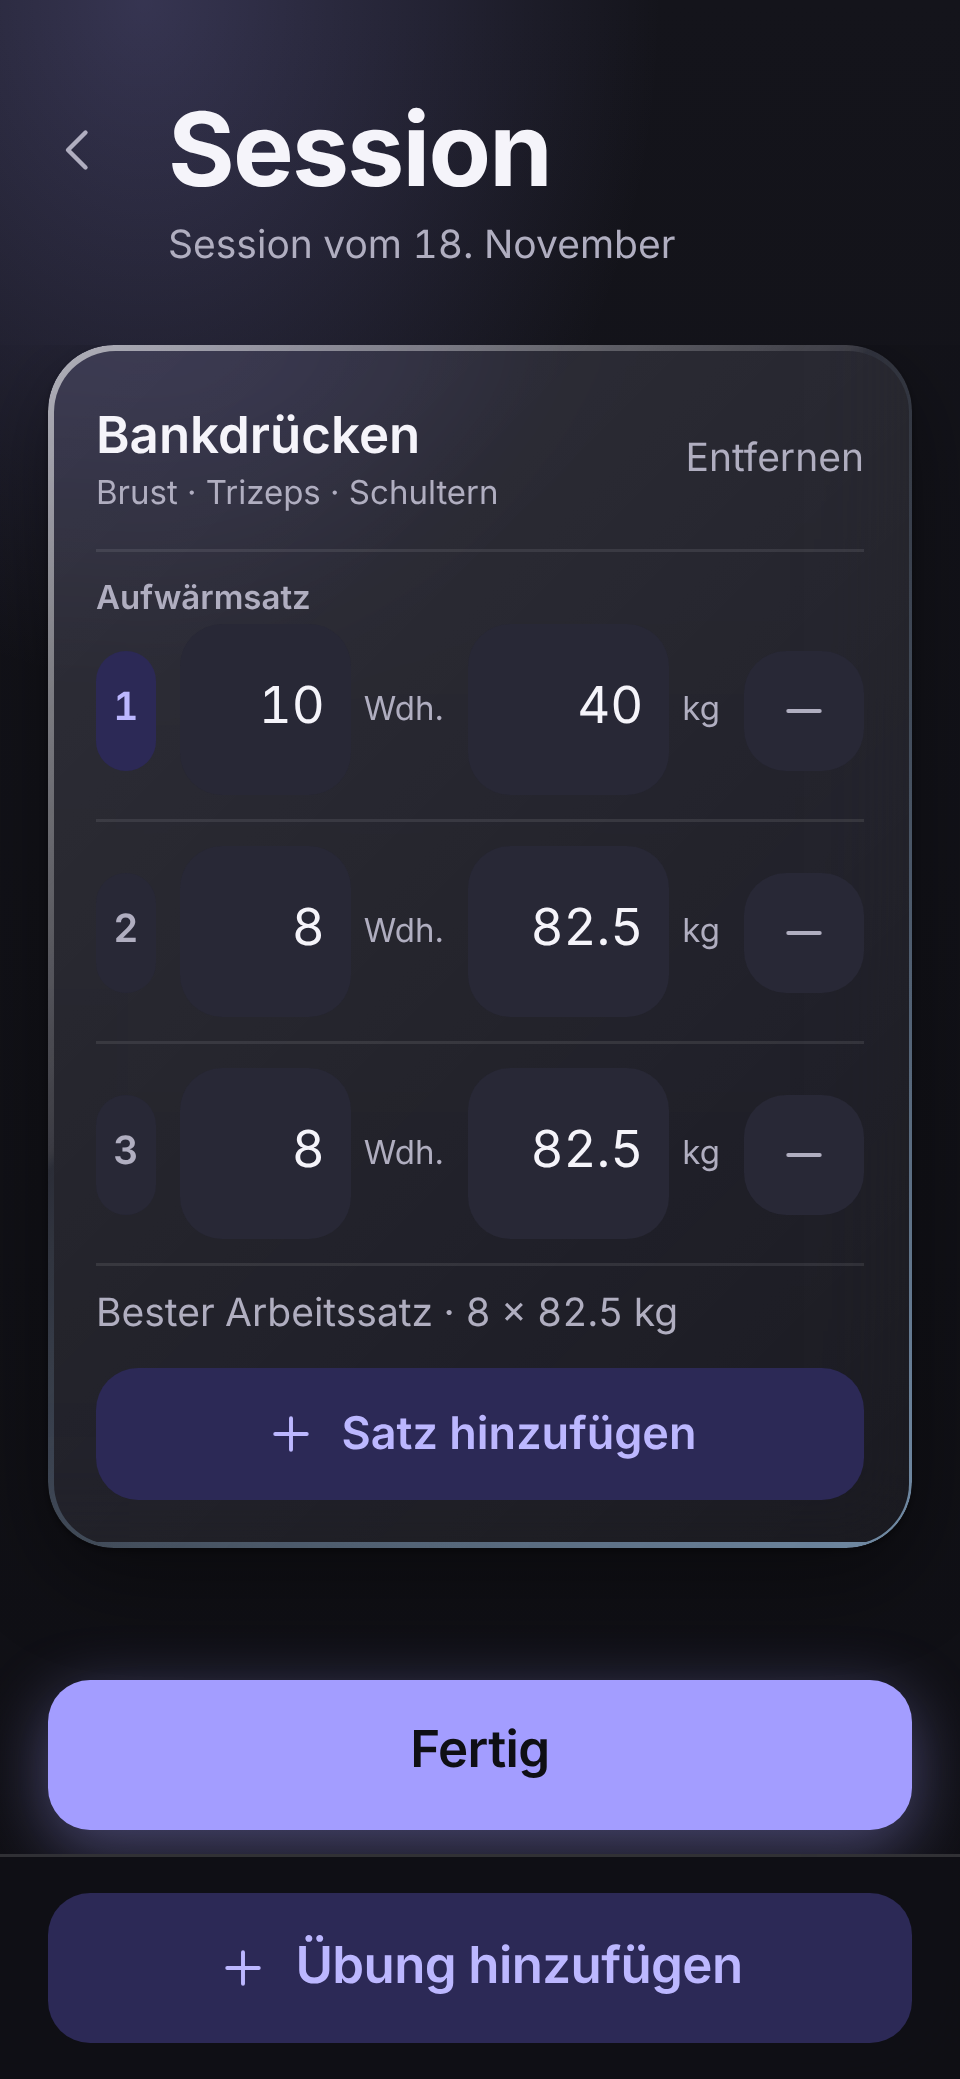 Session
Session vom 18. November
Bankdrücken
Entfernen
Brust · Trizeps · Schultern
Aufwärmsatz
1 10 Wdh. 40 kg —
2 8 Wdh. 82.5 kg —
3 8 Wdh. 82.5 kg —
Bester Arbeitssatz · 8 × 82.5 kg
+ Satz hinzufügen
Fertig
+ Übung hinzufügen